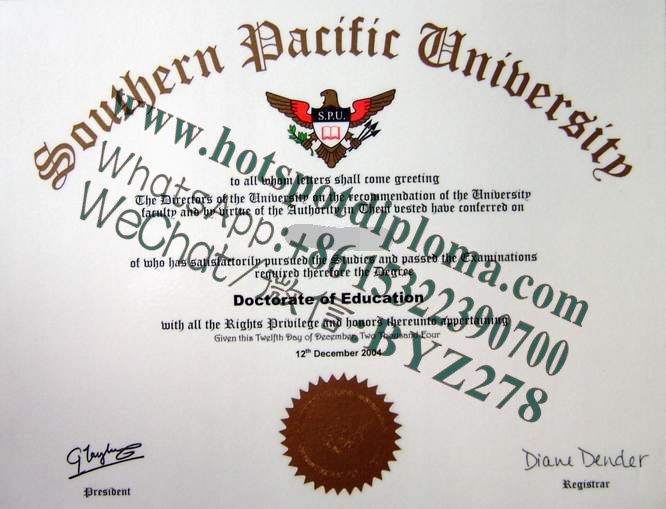 Southern Pacific University
S.P.U.
to all whom letters shall come greeting
The Directors of the University on the recommendation of the University
faculty and by virtue of the Authority in Them vested have conferred on
of who has satisfactorily pursued the Studies and passed the Examinations
required therefore the Degree
Doctorate of Education
with all the Rights Privilege and honors thereunto appertaining
Given this Twelfth Day of December, Two Thousand Four
12th December 2004
Diane Dender
President
Registrar
www.hotspotdiploma.com
WhatsApp:+86 15322390700
WeChat/微信:BYZ278